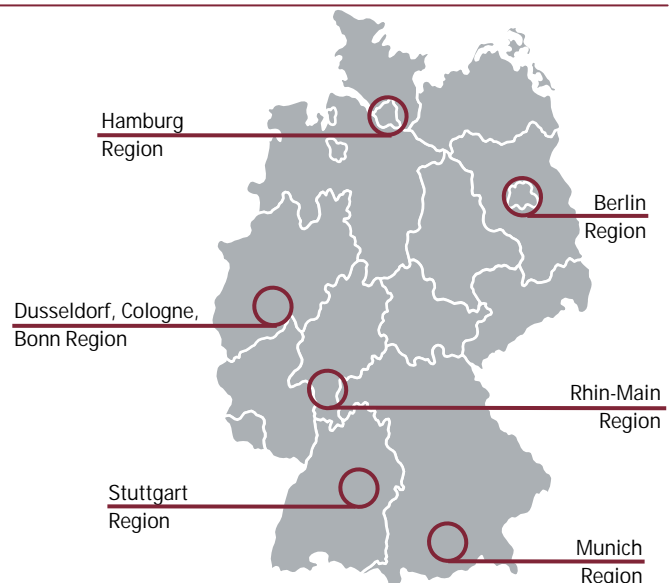 Hamburg
Region
Berlin
Region
Dusseldorf, Cologne,
Bonn Region
Rhin-Main
Region
Stuttgart
Region
Munich
Region